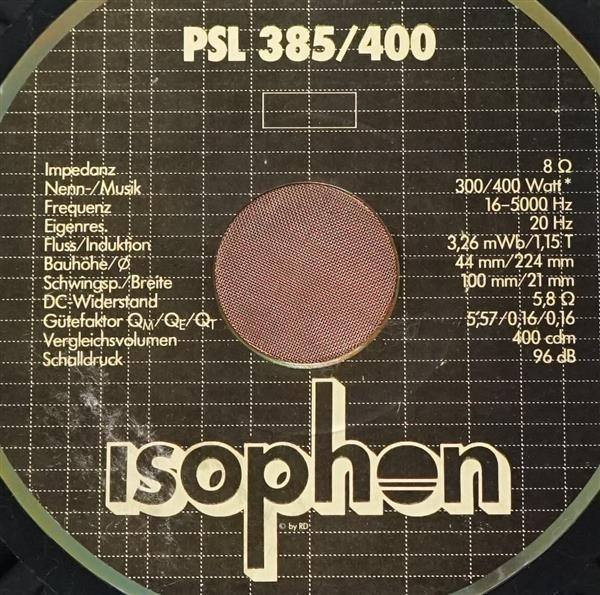 PSL 385/400
Impedanz 8 Ω
Nenn-/Musik 300/400 Watt*
Frequenz 16-5000 Hz
Eigenres. 20 Hz
Fluss/Induktion 3,26 mWb/1,15 T
Bauhöhe/Ø 44 mm/224 mm
Schwingsp./Breite 100 mm/21 mm
DC-Widerstand 5,8 Ω
Gütefaktor QM/QE/QT 5,57/0,16/0,16
Vergleichsvolumen 400 cdm
Schalldruck 96 dB
isophon
© by RD